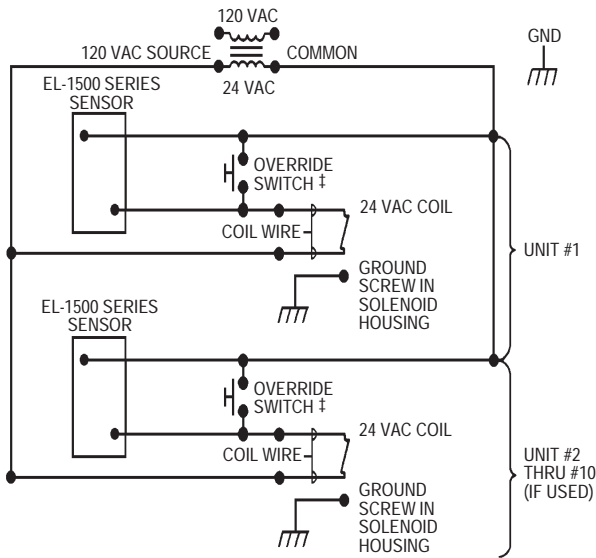 120 VAC
120 VAC SOURCE
COMMON
24 VAC
GND
EL-1500 SERIES
SENSOR
OVERRIDE
SWITCH ‡
24 VAC COIL
COIL WIRE
GROUND
SCREW IN
SOLENOID
HOUSING
UNIT #1
EL-1500 SERIES
SENSOR
OVERRIDE
SWITCH ‡
24 VAC COIL
COIL WIRE
GROUND
SCREW IN
SOLENOID
HOUSING
UNIT #2
THRU #10
(IF USED)